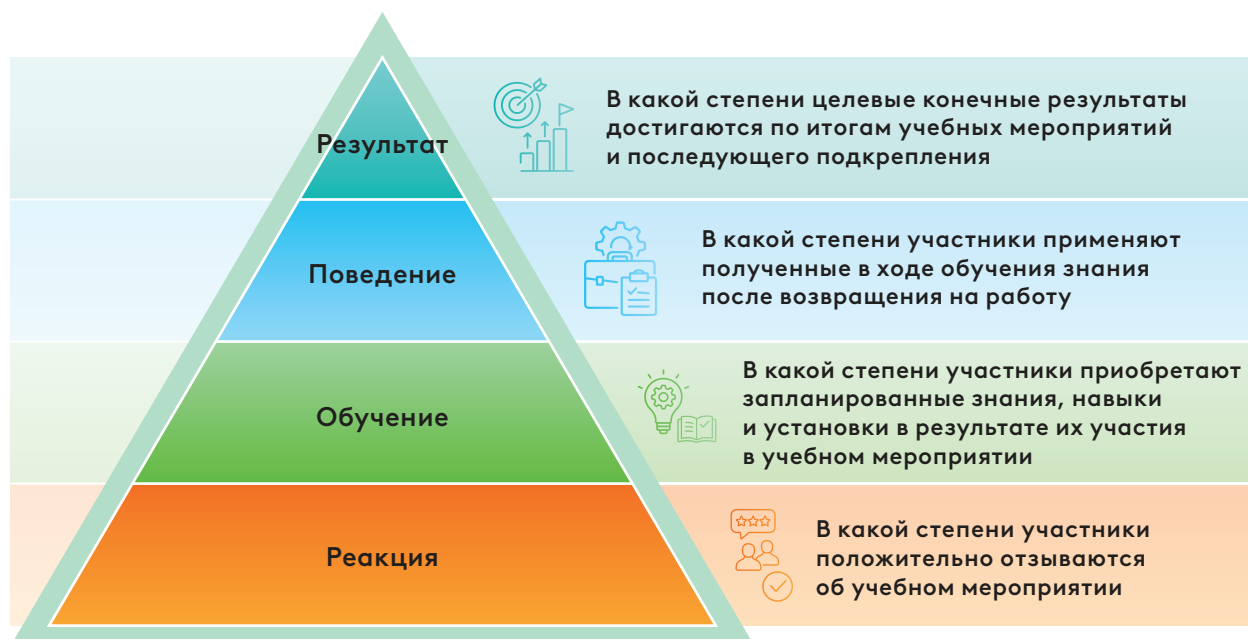 Результат
В какой степени целевые конечные результаты
достигаются по итогам учебных мероприятий
и последующего подкрепления
Поведение
В какой степени участники применяют
полученные в ходе обучения знания
после возвращения на работу
Обучение
В какой степени участники приобретают
запланированные знания, навыки
и установки в результате их участия
в учебном мероприятии
Реакция
В какой степени участники
положительно отзываются
об учебном мероприятии